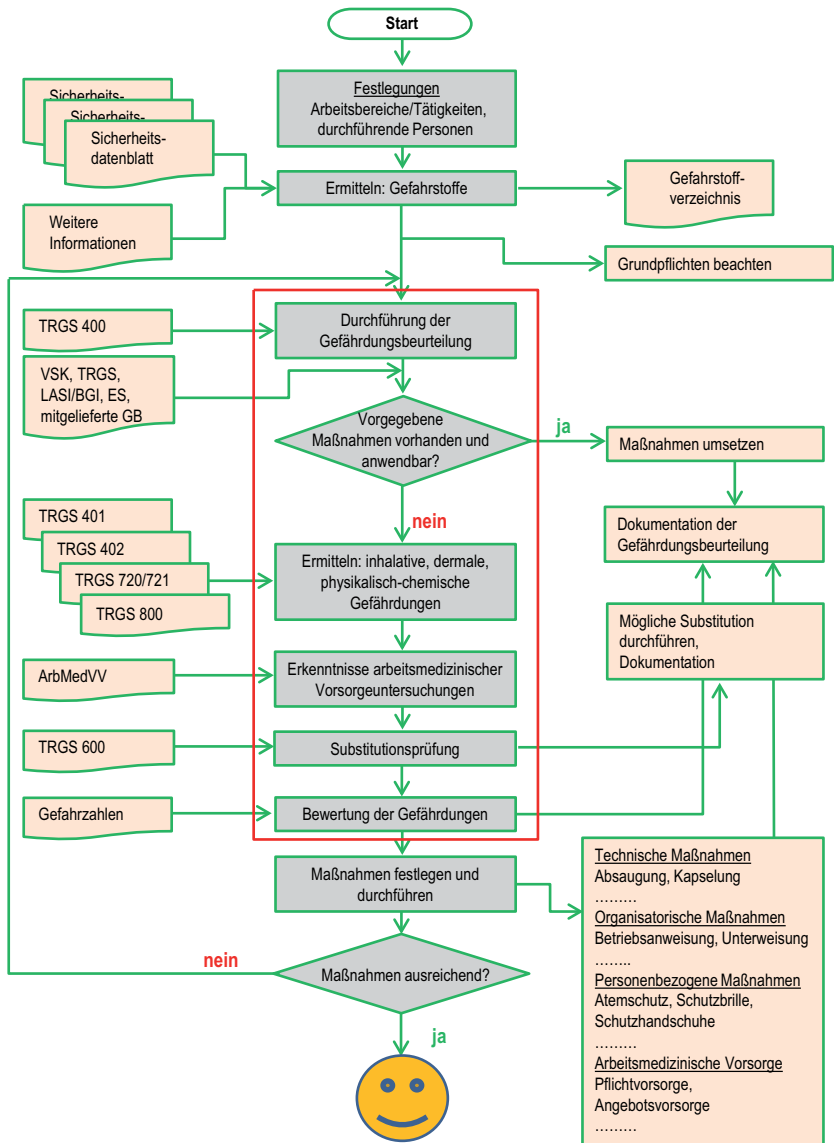 Start
Festlegungen
Arbeitsbereiche/Tätigkeiten,
durchführende Personen
Sicherheits-
Sicherheits-
Sicherheits-
datenblatt
Ermitteln: Gefahrstoffe
Gefahrstoff-
verzeichnis
Weitere
Informationen
Grundpflichten beachten
TRGS 400
Durchführung der
Gefährdungsbeurteilung
VSK, TRGS,
LASI/BGI, ES,
mitgelieferte GB
Vorgegebene
Maßnahmen vorhanden und
anwendbar?
ja
Maßnahmen umsetzen
nein
Dokumentation der
Gefährdungsbeurteilung
TRGS 401
TRGS 402
TRGS 720/721
TRGS 800
Ermitteln: inhalative, dermale,
physikalisch-chemische
Gefährdungen
Mögliche Substitution
durchführen,
Dokumentation
ArbMedVV
Erkenntnisse arbeitsmedizinischer
Vorsorgeuntersuchungen
TRGS 600
Substitutionsprüfung
Gefahrzahlen
Bewertung der Gefährdungen
Maßnahmen festlegen und
durchführen
Technische Maßnahmen
Absaugung, Kapselung
………
Organisatorische Maßnahmen
Betriebsanweisung, Unterweisung
……..
Personenbezogene Maßnahmen
Atemschutz, Schutzbrille,
Schutzhandschuhe
………
Arbeitsmedizinische Vorsorge
Pflichtvorsorge,
Angebotsvorsorge
………
nein
Maßnahmen ausreichend?
ja